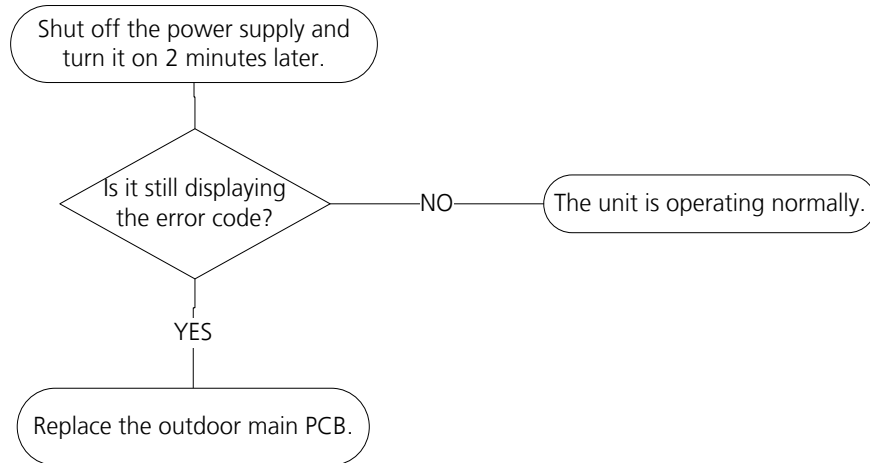 Shut off the power supply and
turn it on 2 minutes later.
Is it still displaying
the error code?
NO
The unit is operating normally.
YES
Replace the outdoor main PCB.